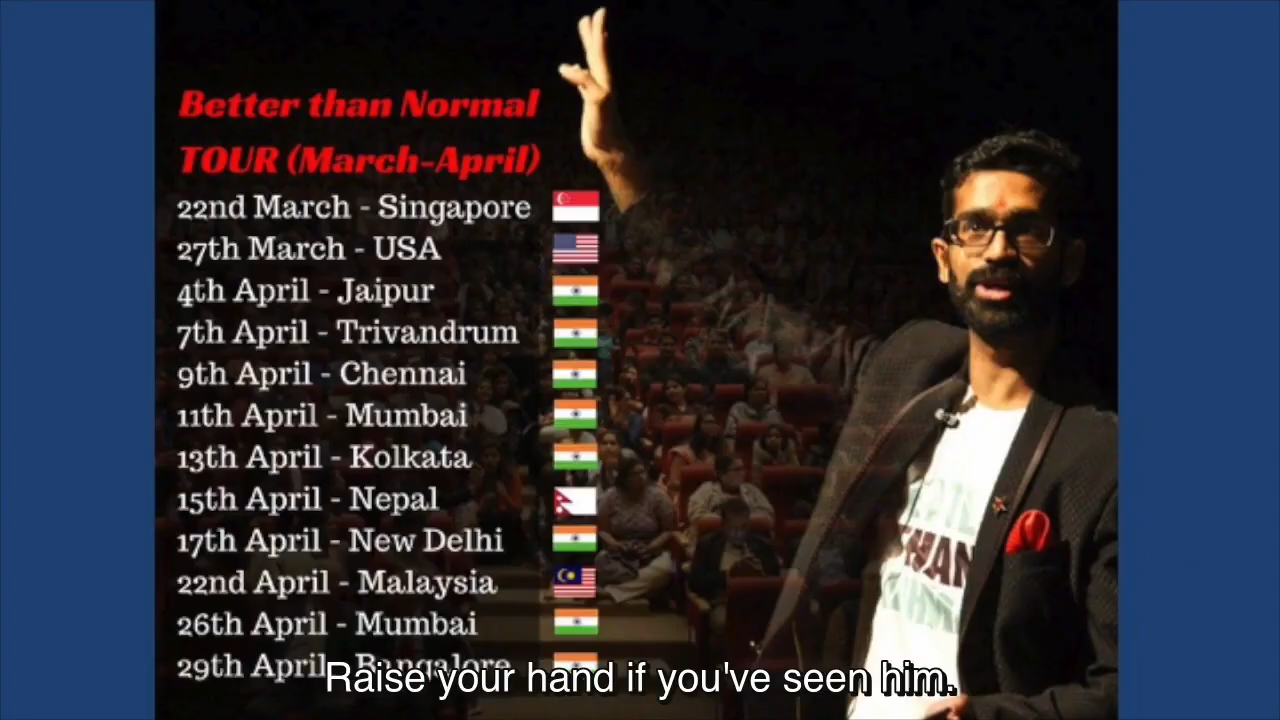 Better than Normal
TOUR (March-April)
22nd March - Singapore
27th March - USA
4th April - Jaipur
7th April - Trivandrum
9th April - Chennai
11th April - Mumbai
13th April - Kolkata
15th April - Nepal
17th April - New Delhi
22nd April - Malaysia
26th April - Mumbai
29th April - Bangalore
Raise your hand if you've seen him.